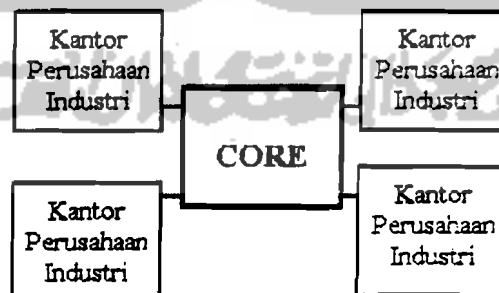 Kantor
Perusahaan
Industri
Kantor
Perusahaan
Industri
CORE
Kantor
Perusahaan
Industri
Kantor
Perusahaan
Industri